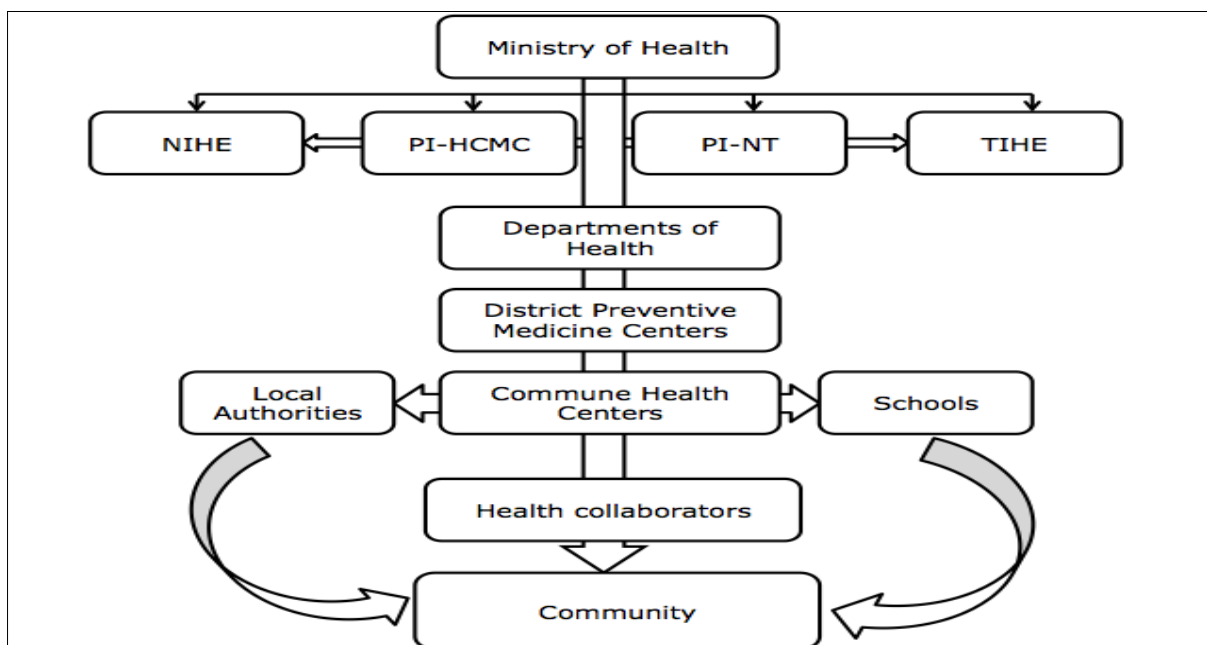 Ministry of Health
NIHE
PI-HCMC
PI-NT
TIHE
Departments of
Health
District Preventive
Medicine Centers
Local
Authorities
Commune Health
Centers
Schools
Health collaborators
Community